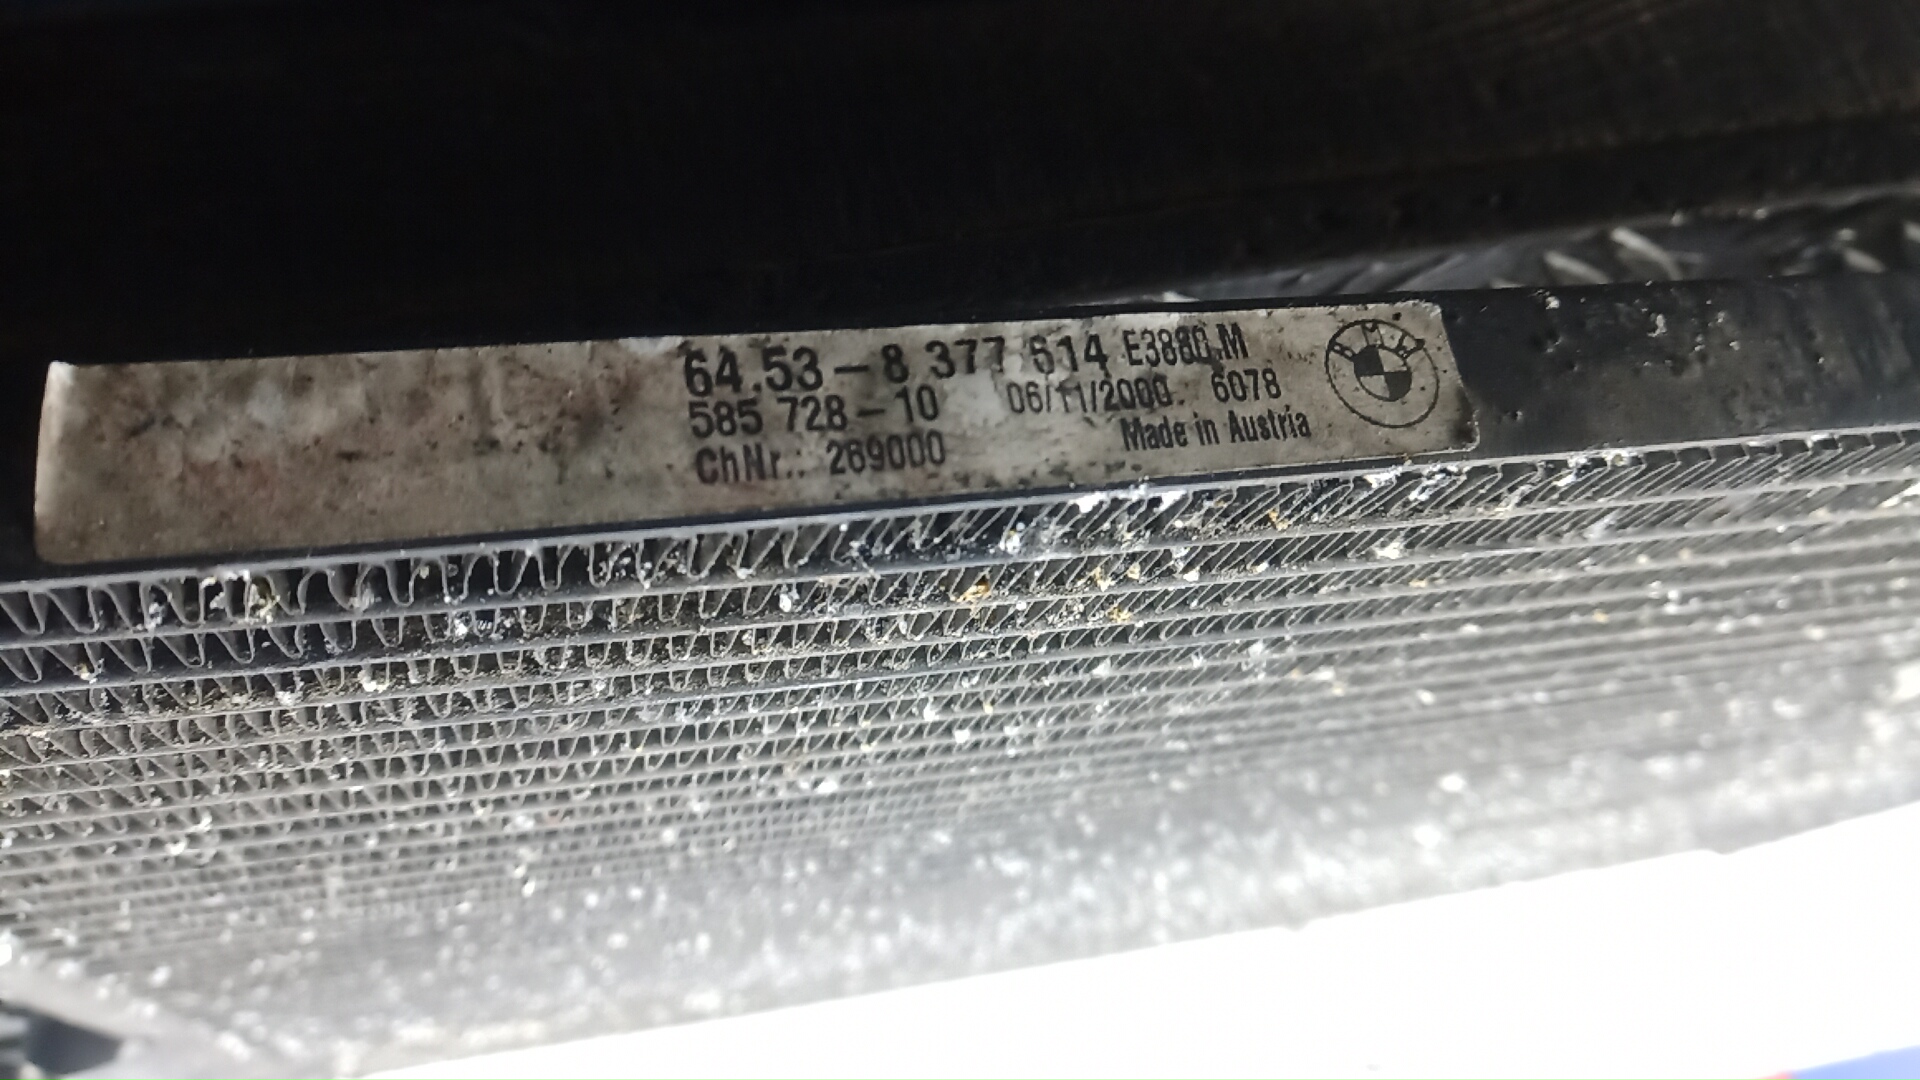 64.53-8 377 614 E3880.M
585 728-10 06/11/2000. 6078
ChNr.: 269000 Made in Austria